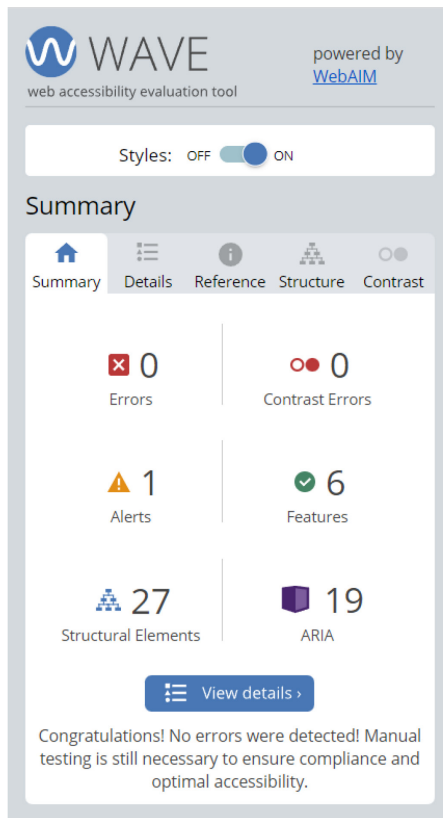 WAVE
web accessibility evaluation tool
powered by
WebAIM
Styles: OFF ON
Summary
Summary Details Reference Structure Contrast
0 0
Errors Contrast Errors
1 6
Alerts Features
27 19
Structural Elements ARIA
View details ›
Congratulations! No errors were detected! Manual
testing is still necessary to ensure compliance and
optimal accessibility.